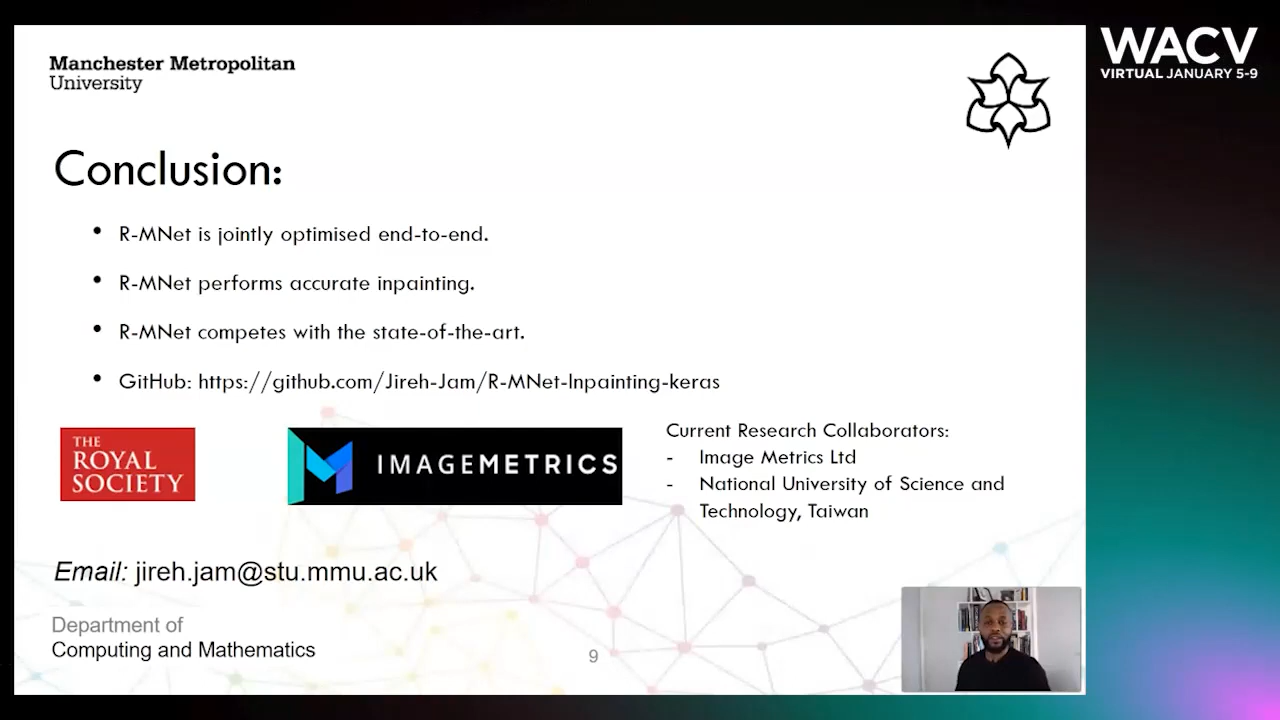 Manchester Metropolitan
University
WACV
VIRTUAL JANUARY 5-9
Conclusion:
• R-MNet is jointly optimised end-to-end.
• R-MNet performs accurate inpainting.
• R-MNet competes with the state-of-the-art.
• GitHub: https://github.com/Jireh-Jam/R-MNet-Inpainting-keras
THE
ROYAL
SOCIETY
IMAGEMETRICS
Current Research Collaborators:
- Image Metrics Ltd
- National University of Science and
Technology, Taiwan
Email: jireh.jam@stu.mmu.ac.uk
Department of
Computing and Mathematics
9